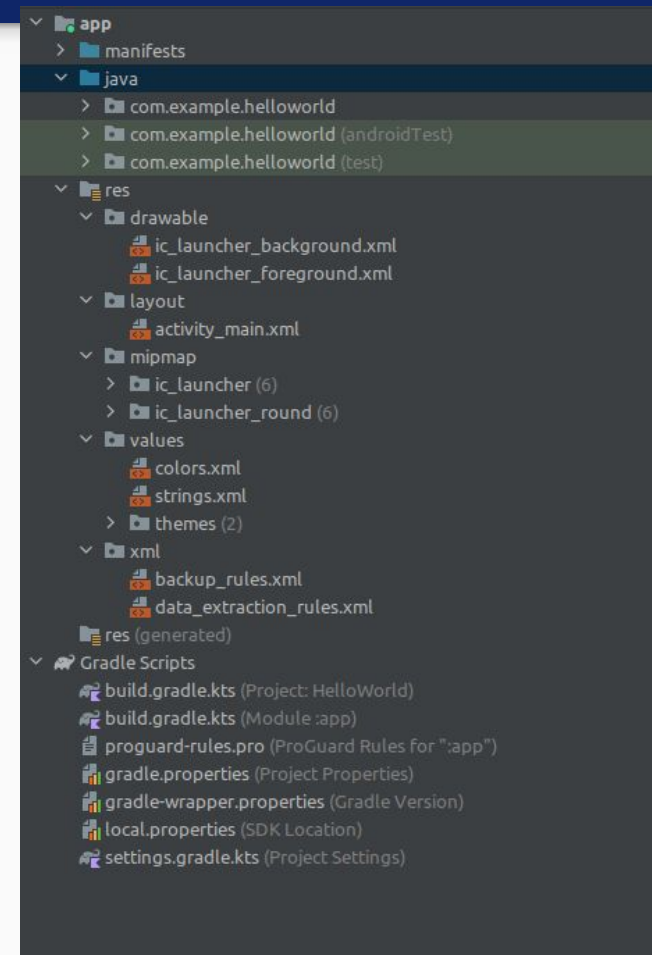 app
manifests
java
com.example.helloworld
com.example.helloworld (androidTest)
com.example.helloworld (test)
res
drawable
ic_launcher_background.xml
ic_launcher_foreground.xml
layout
activity_main.xml
mipmap
ic_launcher (6)
ic_launcher_round (6)
values
colors.xml
strings.xml
themes (2)
xml
backup_rules.xml
data_extraction_rules.xml
res (generated)
Gradle Scripts
build.gradle.kts (Project: HelloWorld)
build.gradle.kts (Module :app)
proguard-rules.pro (ProGuard Rules for ":app")
gradle.properties (Project Properties)
gradle-wrapper.properties (Gradle Version)
local.properties (SDK Location)
settings.gradle.kts (Project Settings)